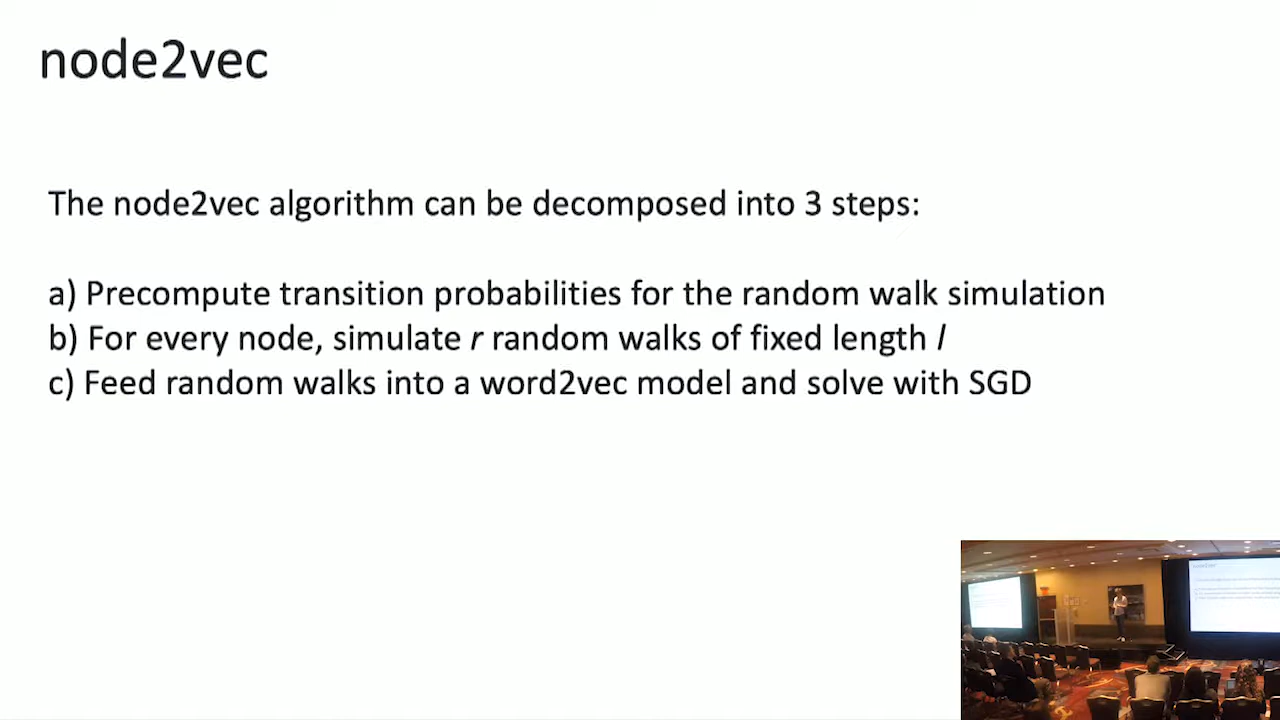 node2vec
The node2vec algorithm can be decomposed into 3 steps:
a) Precompute transition probabilities for the random walk simulation
b) For every node, simulate r random walks of fixed length l
c) Feed random walks into a word2vec model and solve with SGD